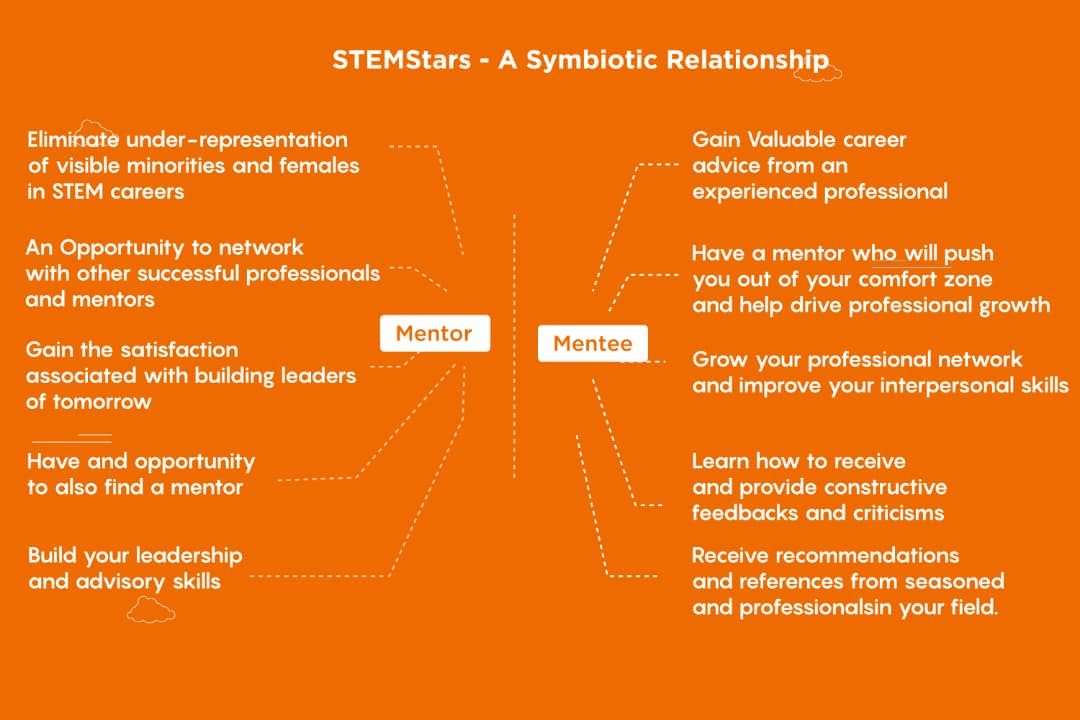 STEMStars - A Symbiotic Relationship
Eliminate under-representation
of visible minorities and females
in STEM careers
An Opportunity to network
with other successful professionals
and mentors
Gain the satisfaction
associated with building leaders
of tomorrow
Have and opportunity
to also find a mentor
Build your leadership
and advisory skills
Mentor
Mentee
Gain Valuable career
advice from an
experienced professional
Have a mentor who will push
you out of your comfort zone
and help drive professional growth
Grow your professional network
and improve your interpersonal skills
Learn how to receive
and provide constructive
feedbacks and criticisms
Receive recommendations
and references from seasoned
and professionalsin your field.